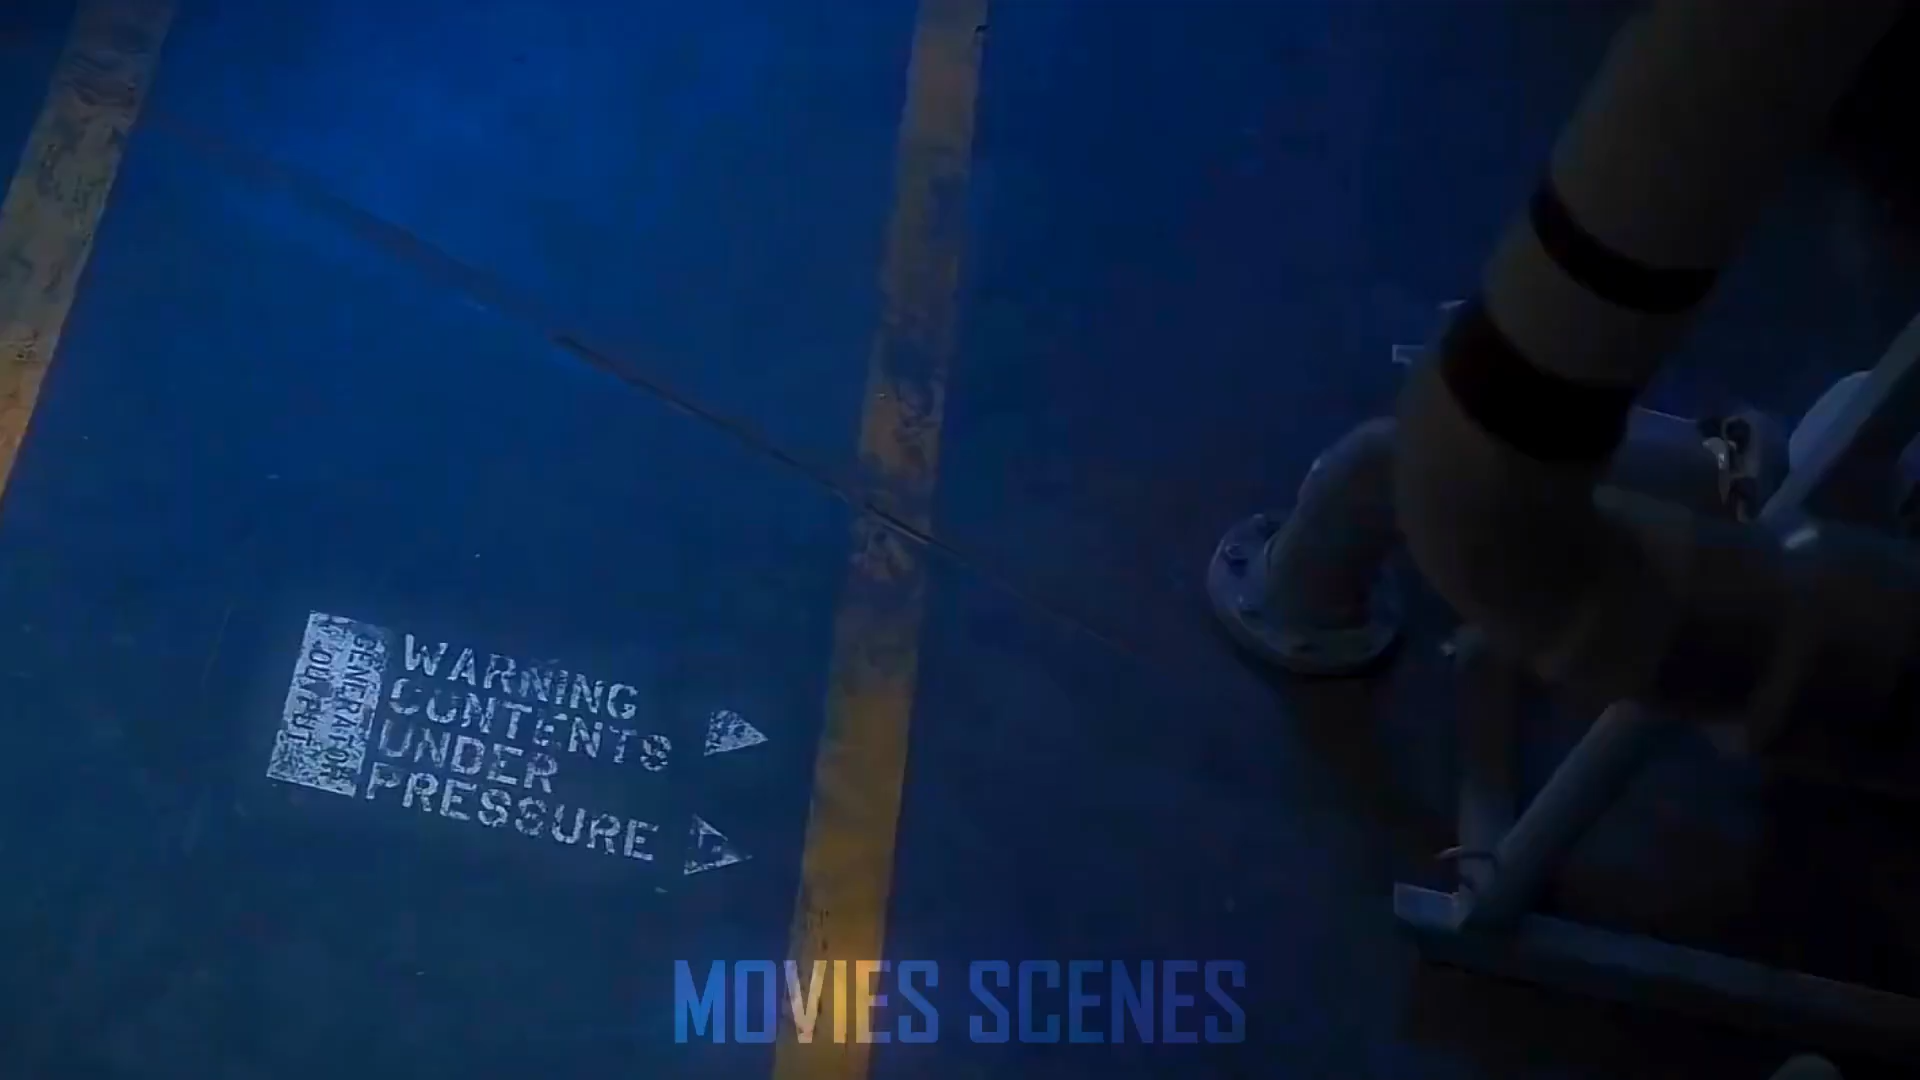 GENERATOR
OUTPUT
WARNING
CONTENTS
UNDER
PRESSURE
MOVIES SCENES